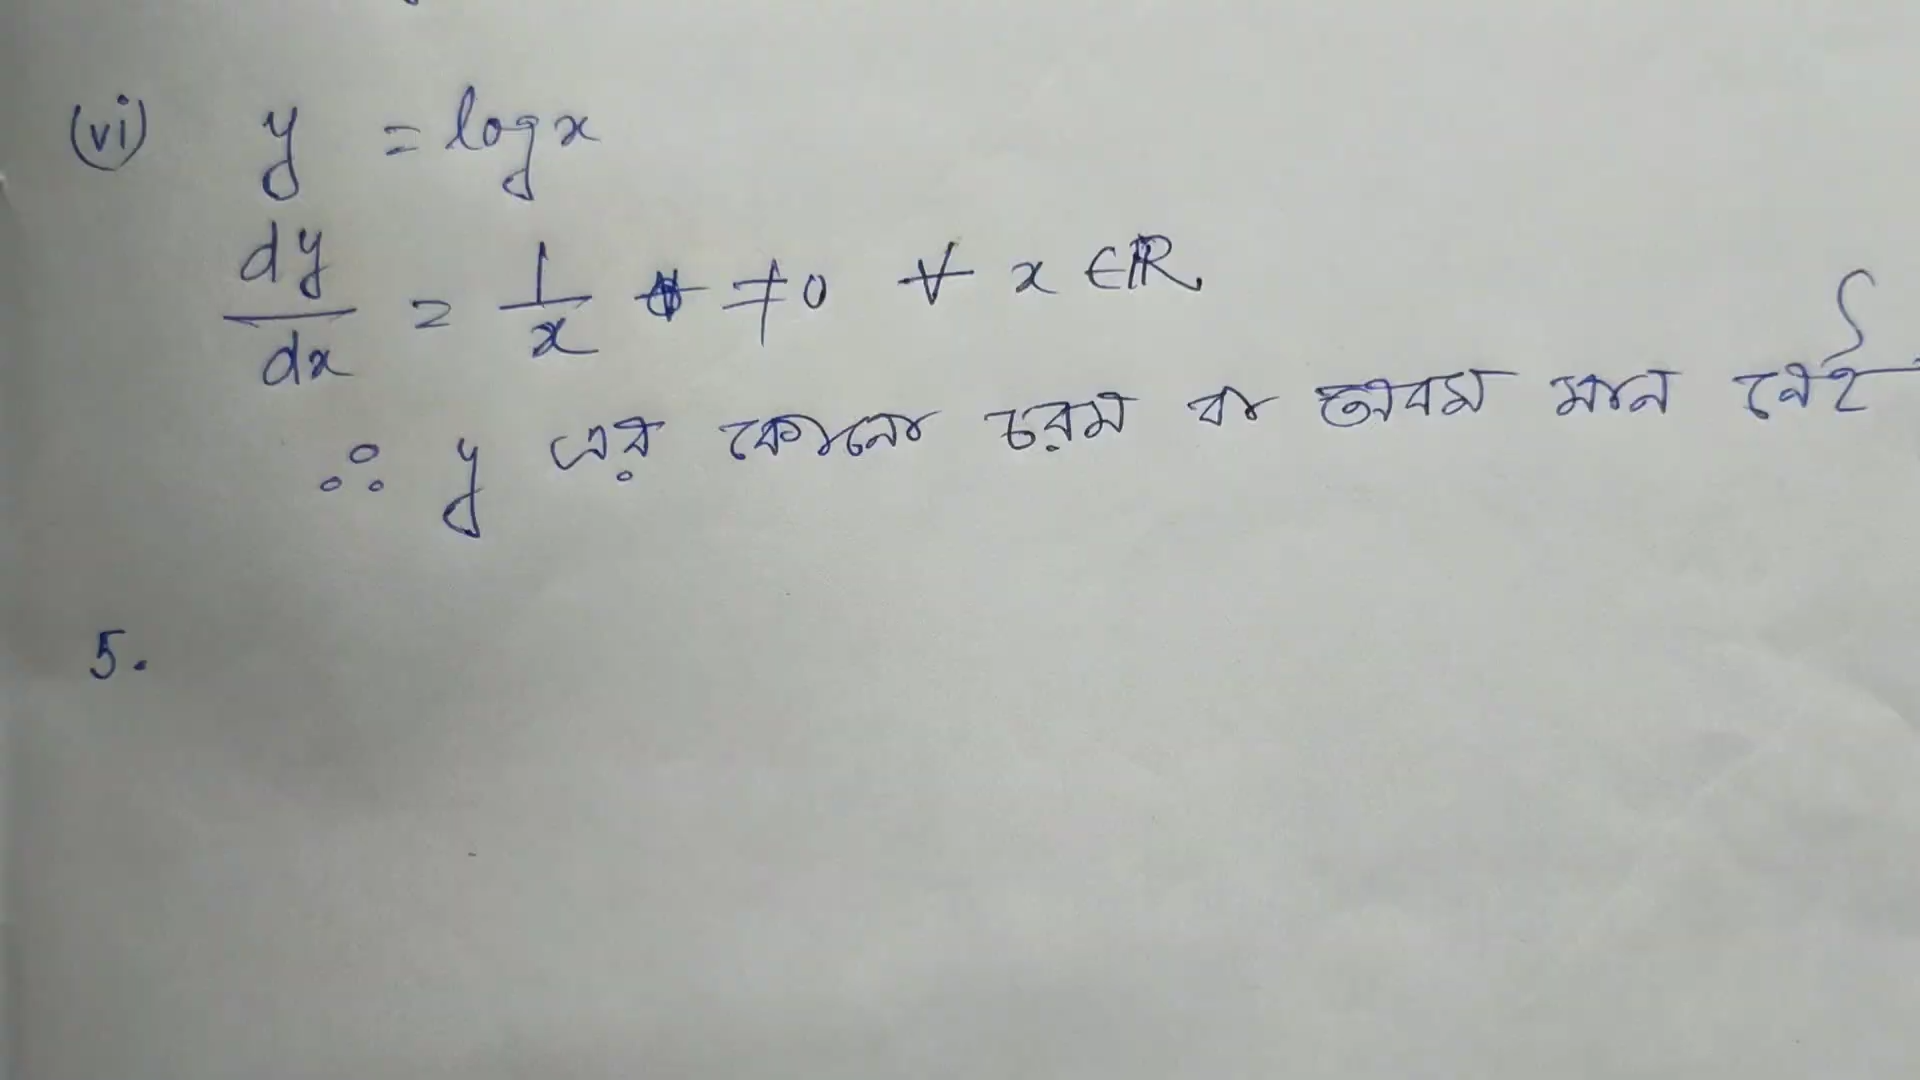 (vi) y = log x
dy/dx = 1/x ≠ 0 ∀ x ∈ ℝ
∴ y এর কোনো চরম বা অবম মান নেই
5.